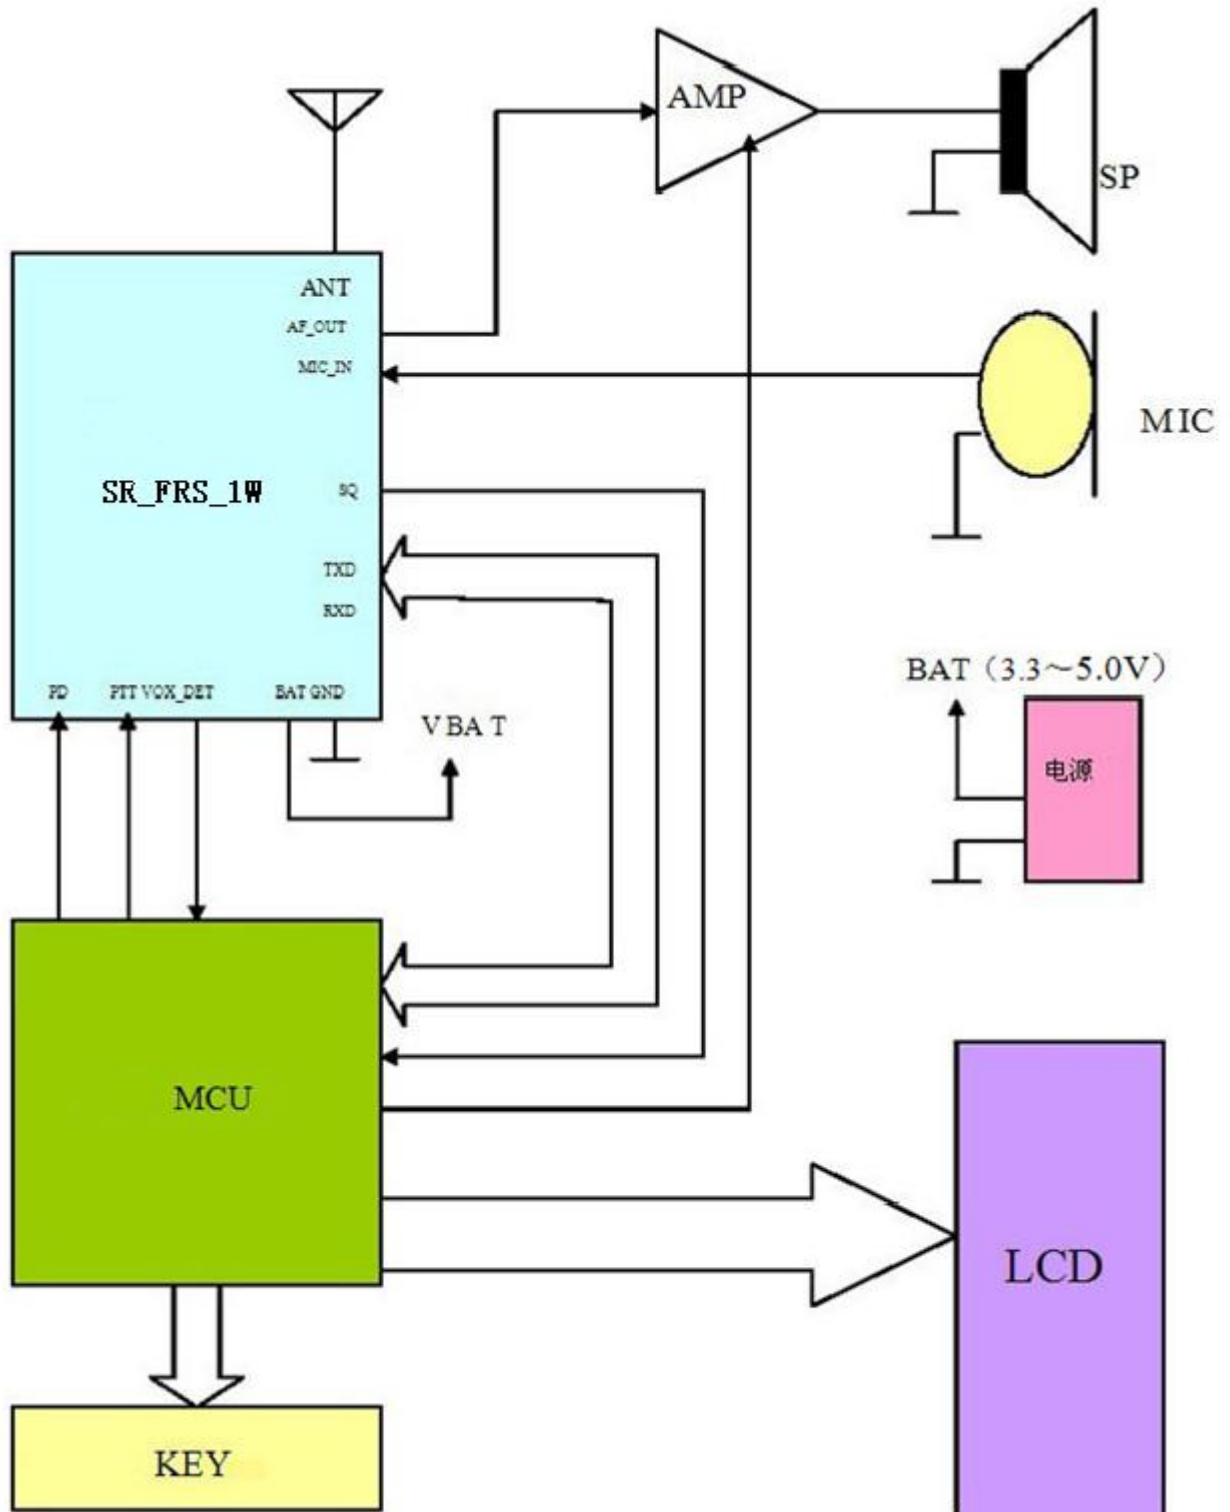 AMP
SP
ANT
AF_OUT
MIC_IN
MIC
SR_FRS_1W
SQ
TXD
RXD
BAT（3.3～5.0V）
PD PTT VOX_DET BAT GND
VBAT
电源
MCU
LCD
KEY